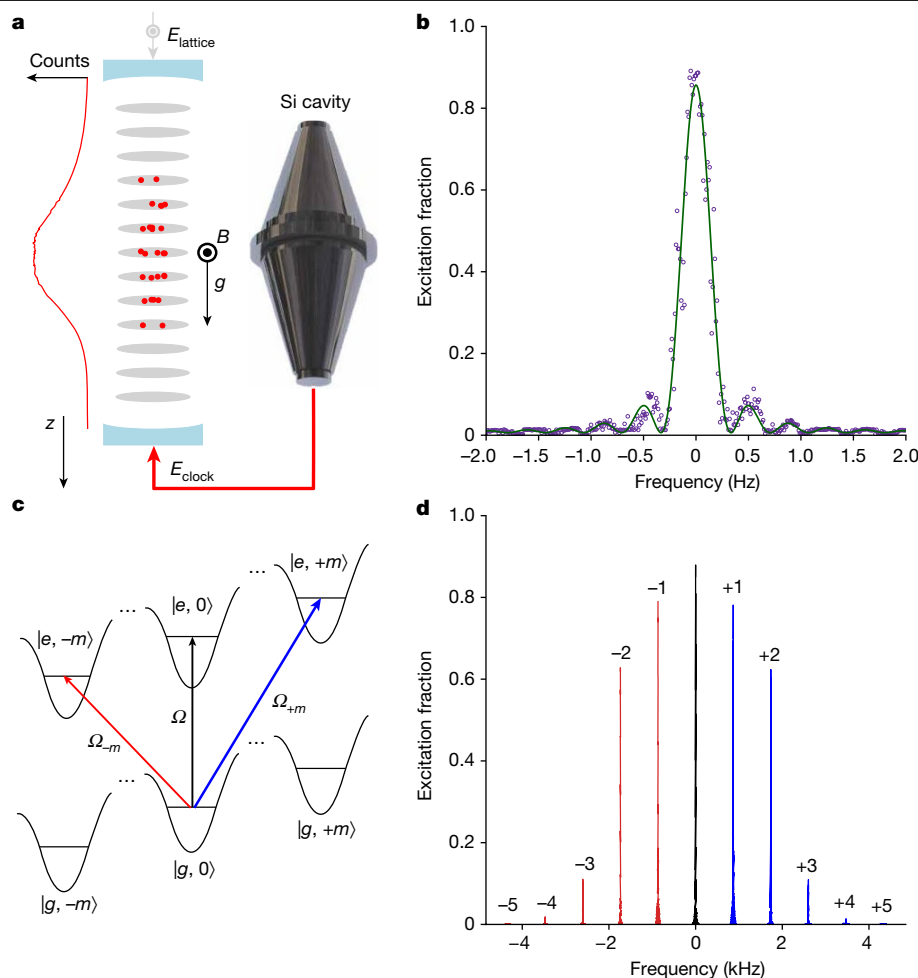 a
E_lattice
Counts
Si cavity
B
g
z
E_clock
b
Excitation fraction
1.0
0.8
0.6
0.4
0.2
0
−2.0 −1.5 −1.0 −0.5 0 0.5 1.0 1.5 2.0
Frequency (Hz)
c
... |e, +m⟩
... |e, 0⟩
|e, −m⟩
Ω_−m Ω Ω_+m
...
...
|g, +m⟩
|g, 0⟩
|g, −m⟩
d
Excitation fraction
1.0
0.8
0.6
0.4
0.2
0
−1 +1
−2 +2
−3 +3
−5 −4 +4 +5
−4 −2 0 2 4
Frequency (kHz)